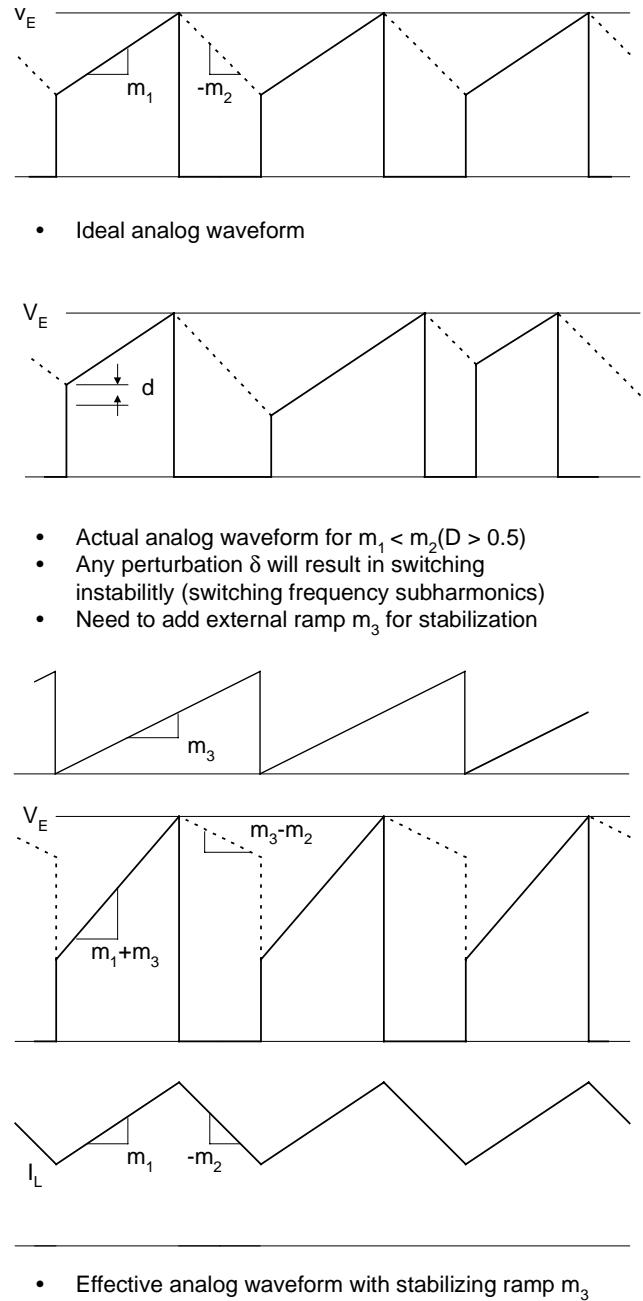 v_E
m_1
-m_2
• Ideal analog waveform
V_E
d
• Actual analog waveform for m_1 < m_2(D > 0.5)
• Any perturbation δ will result in switching
instabilitly (switching frequency subharmonics)
• Need to add external ramp m_3 for stabilization
m_3
V_E
m_3-m_2
m_1+m_3
m_1
-m_2
I_L
• Effective analog waveform with stabilizing ramp m_3